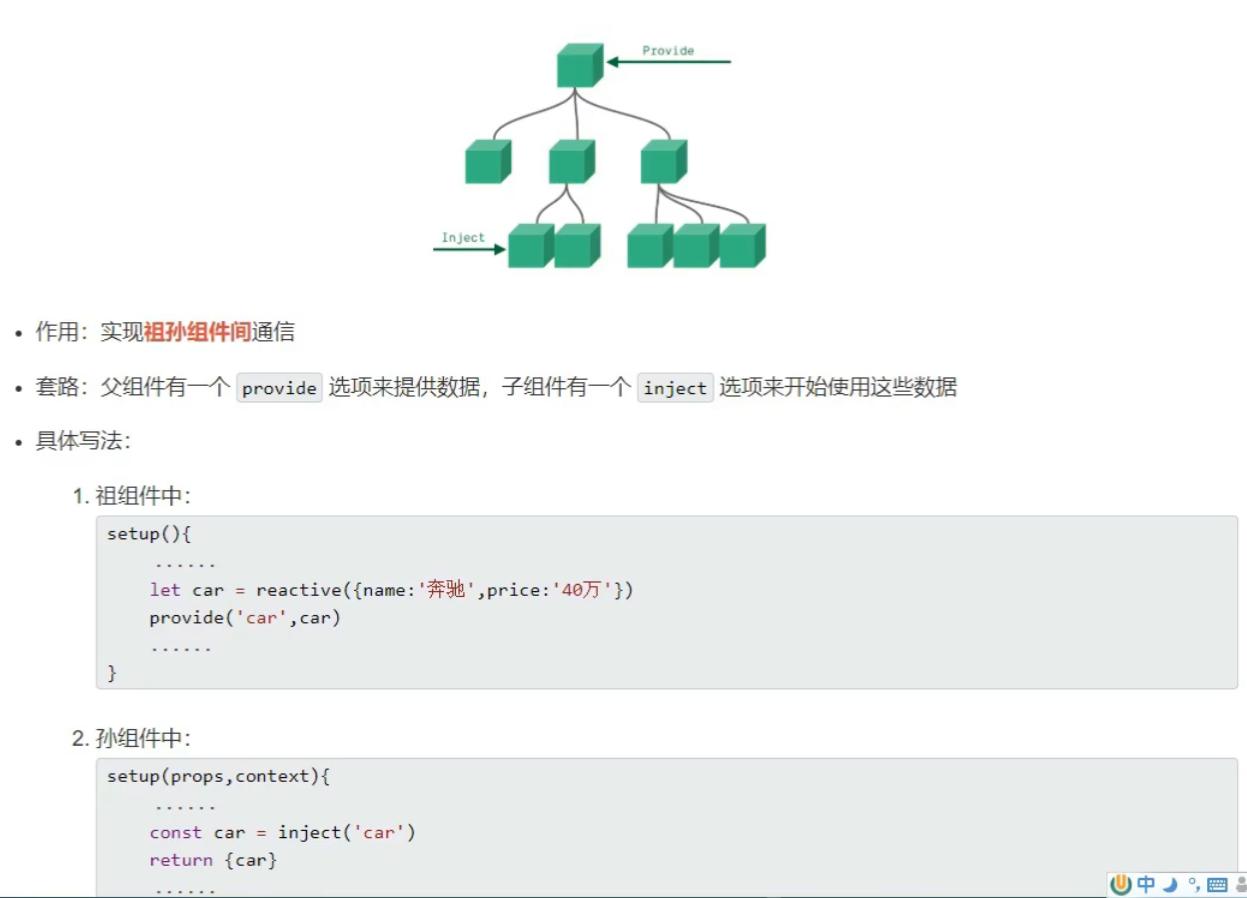 Provide
Inject
作用：实现祖孙组件间通信
套路：父组件有一个 provide 选项来提供数据，子组件有一个 inject 选项来开始使用这些数据
具体写法：
1. 祖组件中：
setup(){
......
let car = reactive({name:'奔驰',price:'40万'})
provide('car',car)
......
}
2. 孙组件中：
setup(props,context){
......
const car = inject('car')
return {car}
......
中